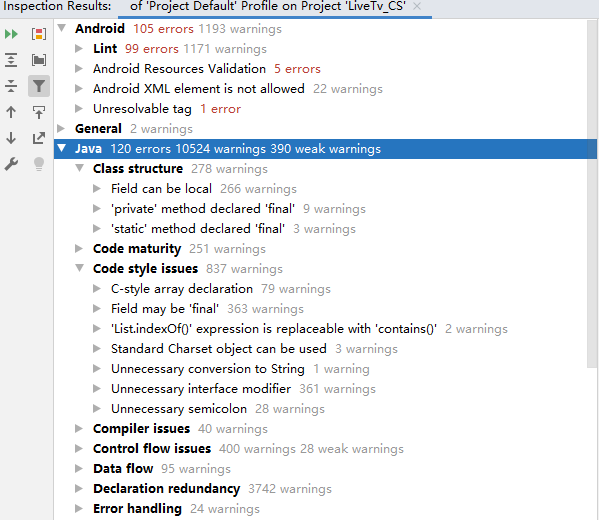 Inspection Results: of 'Project Default' Profile on Project 'LiveTv_CS' ×
Android 105 errors 1193 warnings
Lint 99 errors 1171 warnings
Android Resources Validation 5 errors
Android XML element is not allowed 22 warnings
Unresolvable tag 1 error
General 2 warnings
Java 120 errors 10524 warnings 390 weak warnings
Class structure 278 warnings
Field can be local 266 warnings
'private' method declared 'final' 9 warnings
'static' method declared 'final' 3 warnings
Code maturity 251 warnings
Code style issues 837 warnings
C-style array declaration 79 warnings
Field may be 'final' 363 warnings
'List.indexOf()' expression is replaceable with 'contains()' 2 warnings
Standard Charset object can be used 3 warnings
Unnecessary conversion to String 1 warning
Unnecessary interface modifier 361 warnings
Unnecessary semicolon 28 warnings
Compiler issues 40 warnings
Control flow issues 400 warnings 28 weak warnings
Data flow 95 warnings
Declaration redundancy 3742 warnings
Error handling 24 warnings